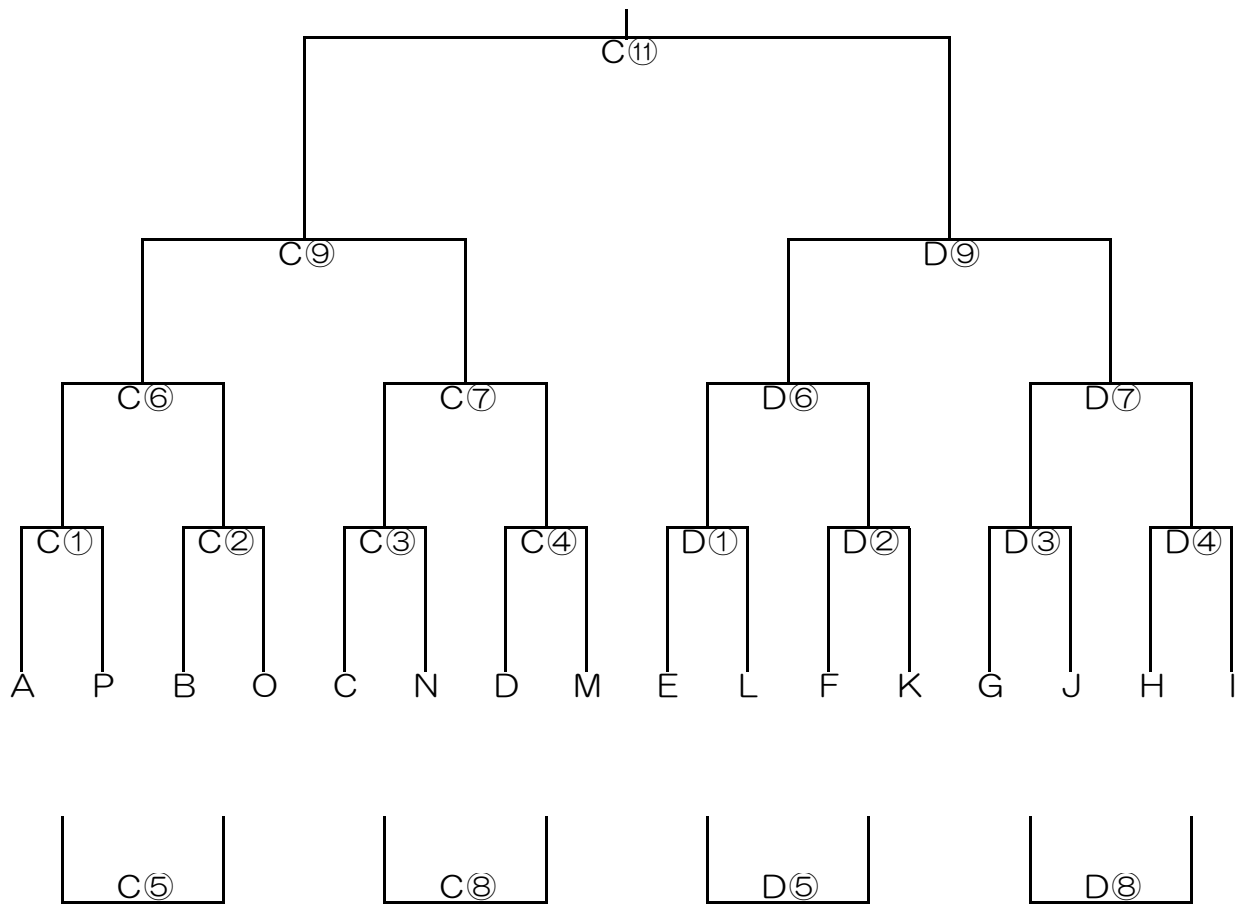 C⑪
C⑨ D⑨
C⑥ C⑦ D⑥ D⑦
C① C② C③ C④ D① D② D③ D④
A P B O C N D M E L F K G J H I
C⑤ C⑧ D⑤ D⑧